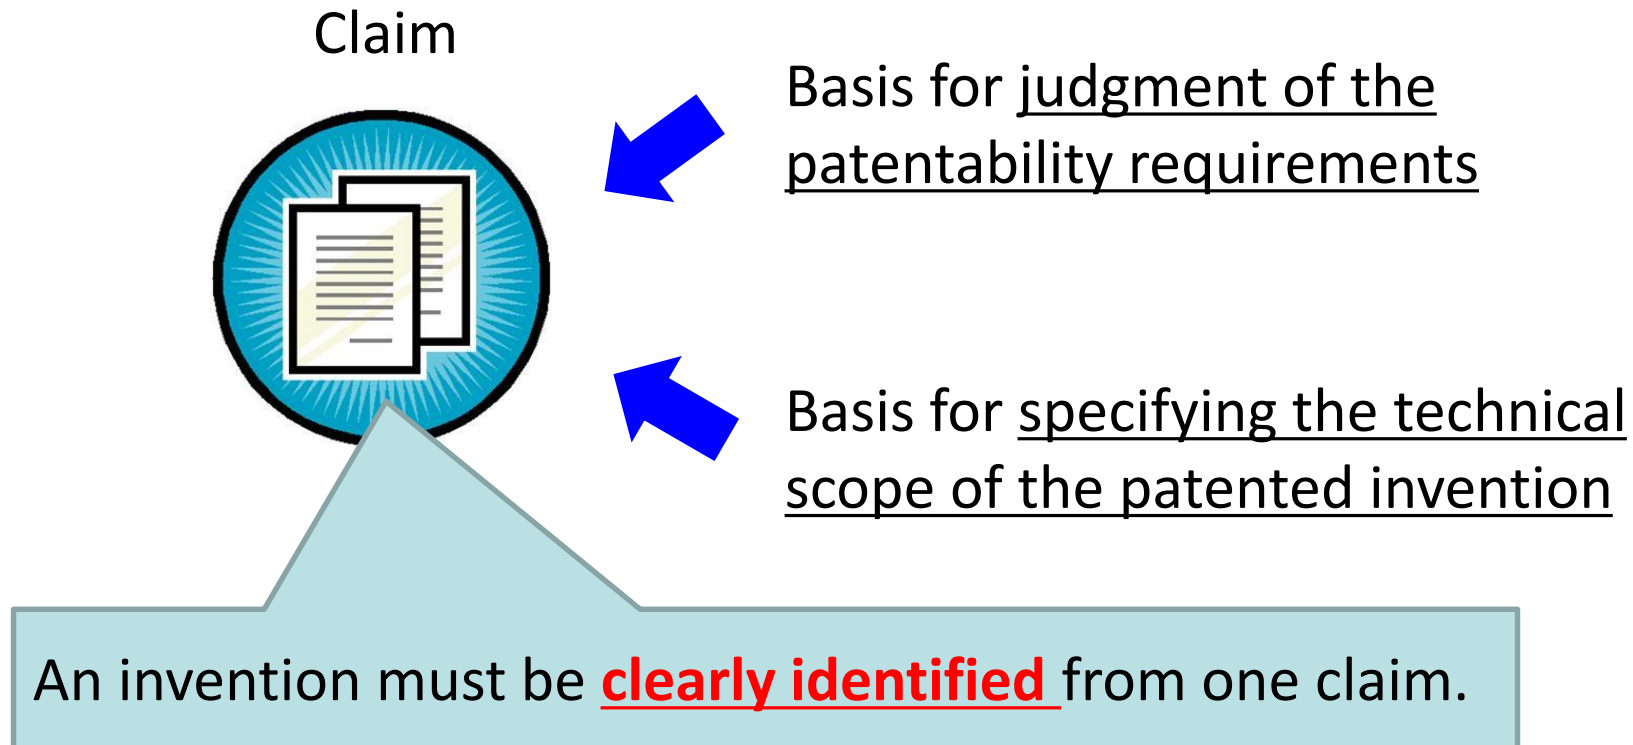 Claim
Basis for judgment of the
patentability requirements
Basis for specifying the technical
scope of the patented invention
An invention must be clearly identified from one claim.